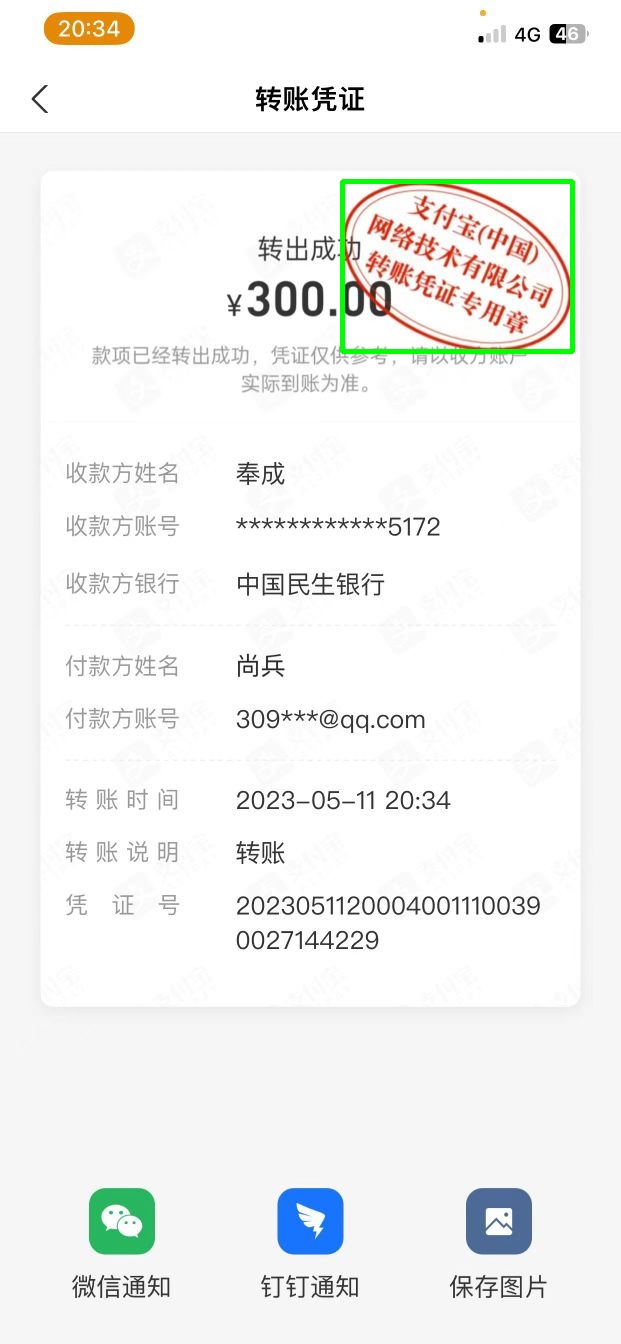 20:34
4G 46
转账凭证
支付宝(中国)
网络技术有限公司
转账凭证专用章
转出成功
¥300.00
款项已经转出成功，凭证仅供参考，请以收方账户
实际到账为准。
收款方姓名 奉成
收款方账号 ************5172
收款方银行 中国民生银行
付款方姓名 尚兵
付款方账号 309***@qq.com
转账时间 2023-05-11 20:34
转账说明 转账
凭证号 2023051120004001110039
0027144229
微信通知 钉钉通知 保存图片